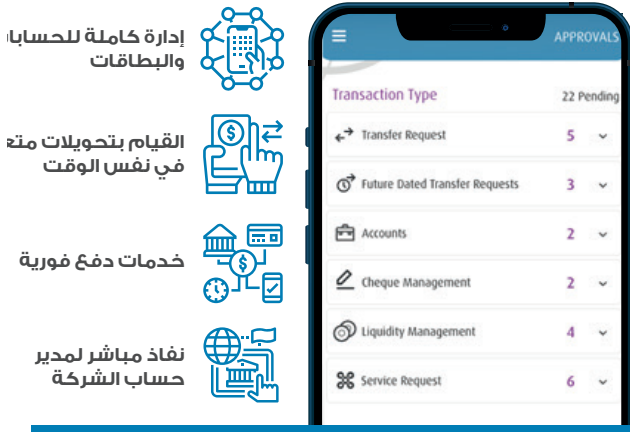 إدارة كاملة للحسابات
والبطاقات
القيام بتحويلات
في نفس الوقت
خدمات دفع فورية
نفاذ مباشر لمدير
حساب الشركة
APPROVALS
Transaction Type
22 Pending
Transfer Request
5
Future Dated Transfer Requests
3
Accounts
2
Cheque Management
2
Liquidity Management
4
Service Request
6